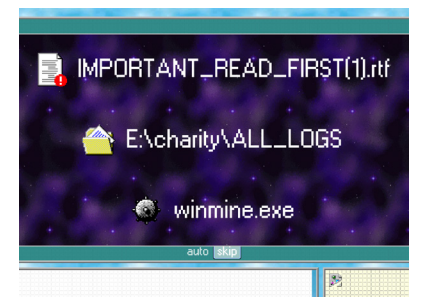 IMPORTANT_READ_FIRST(1).rtf
E:\charity\ALL_LOGS
winmine.exe
auto skip